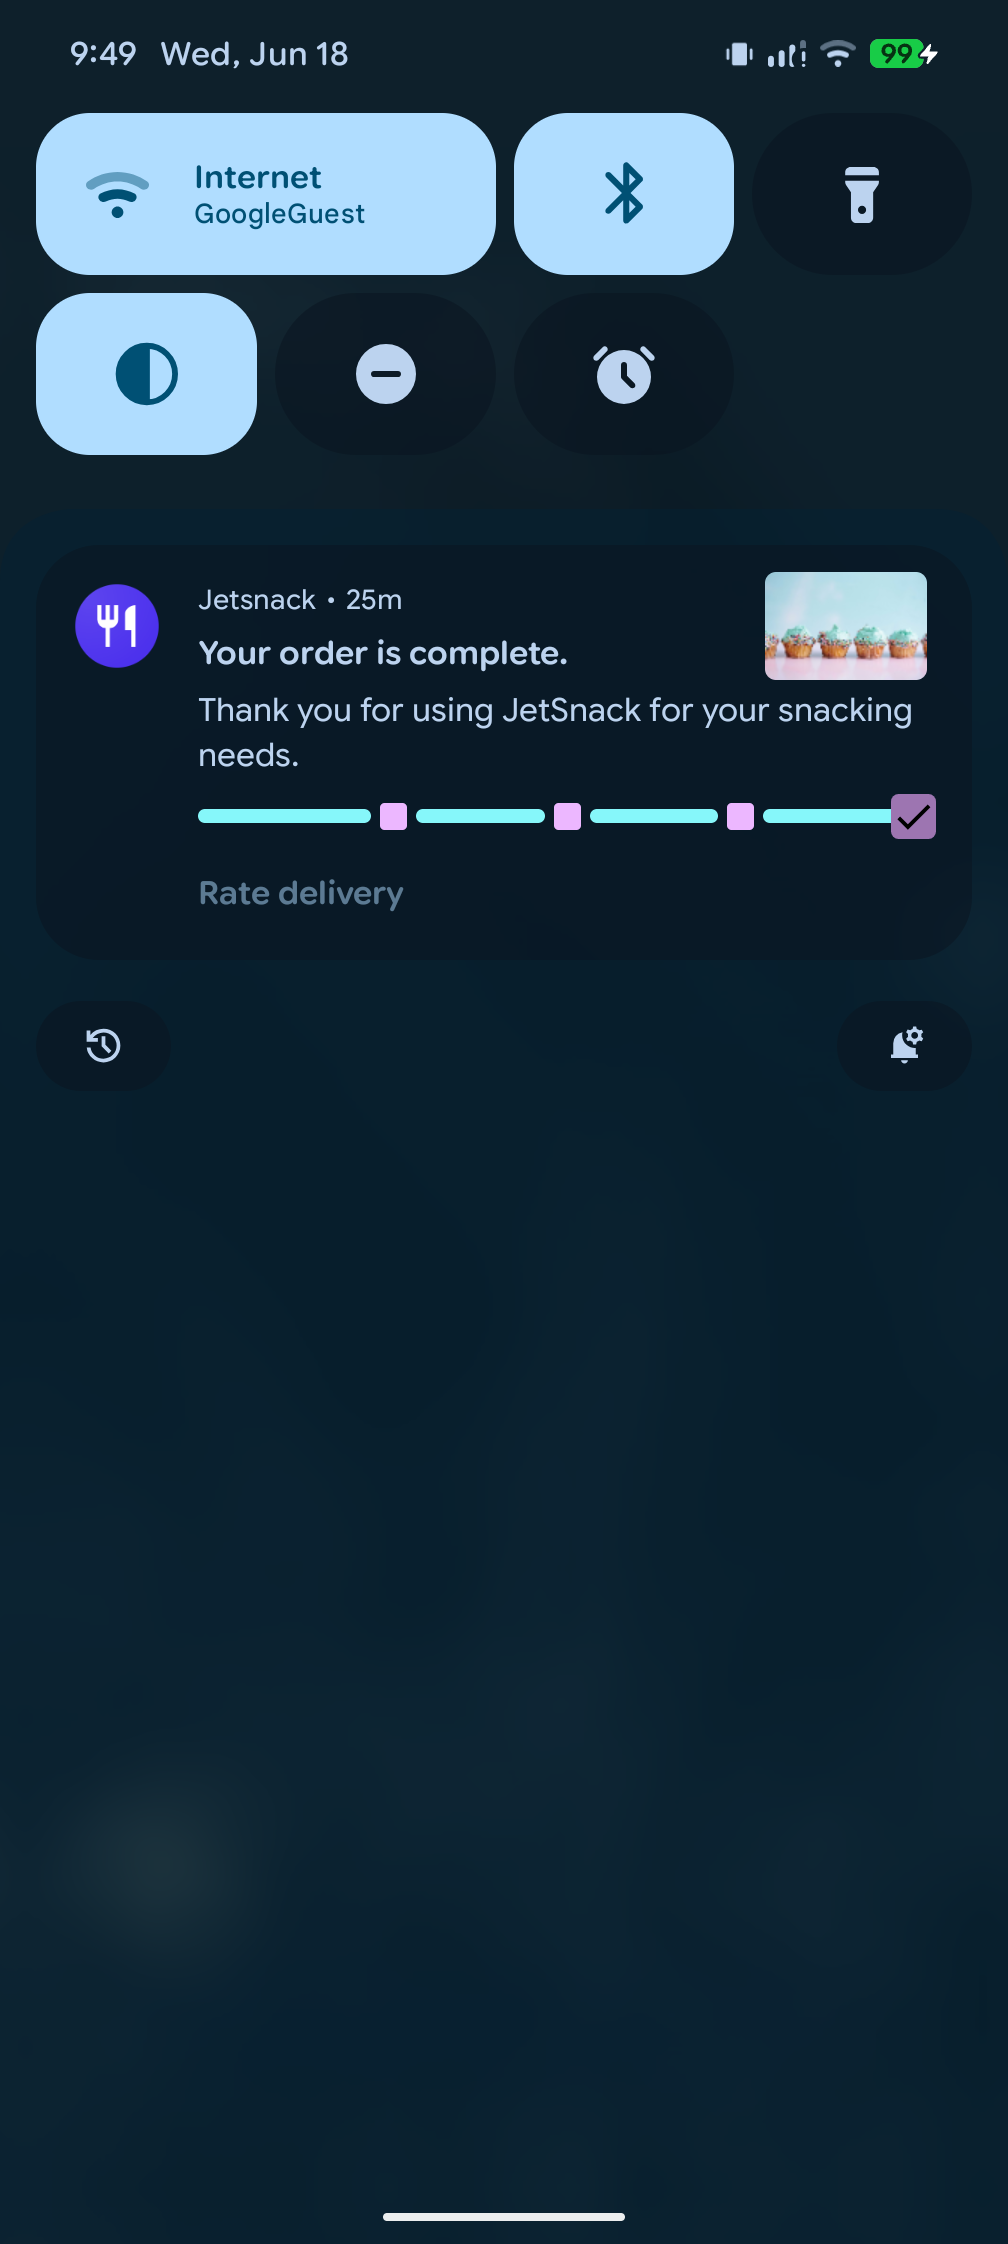 9:49 Wed, Jun 18 99
Internet
GoogleGuest
Jetsnack • 25m
Your order is complete.
Thank you for using JetSnack for your snacking
needs.
Rate delivery